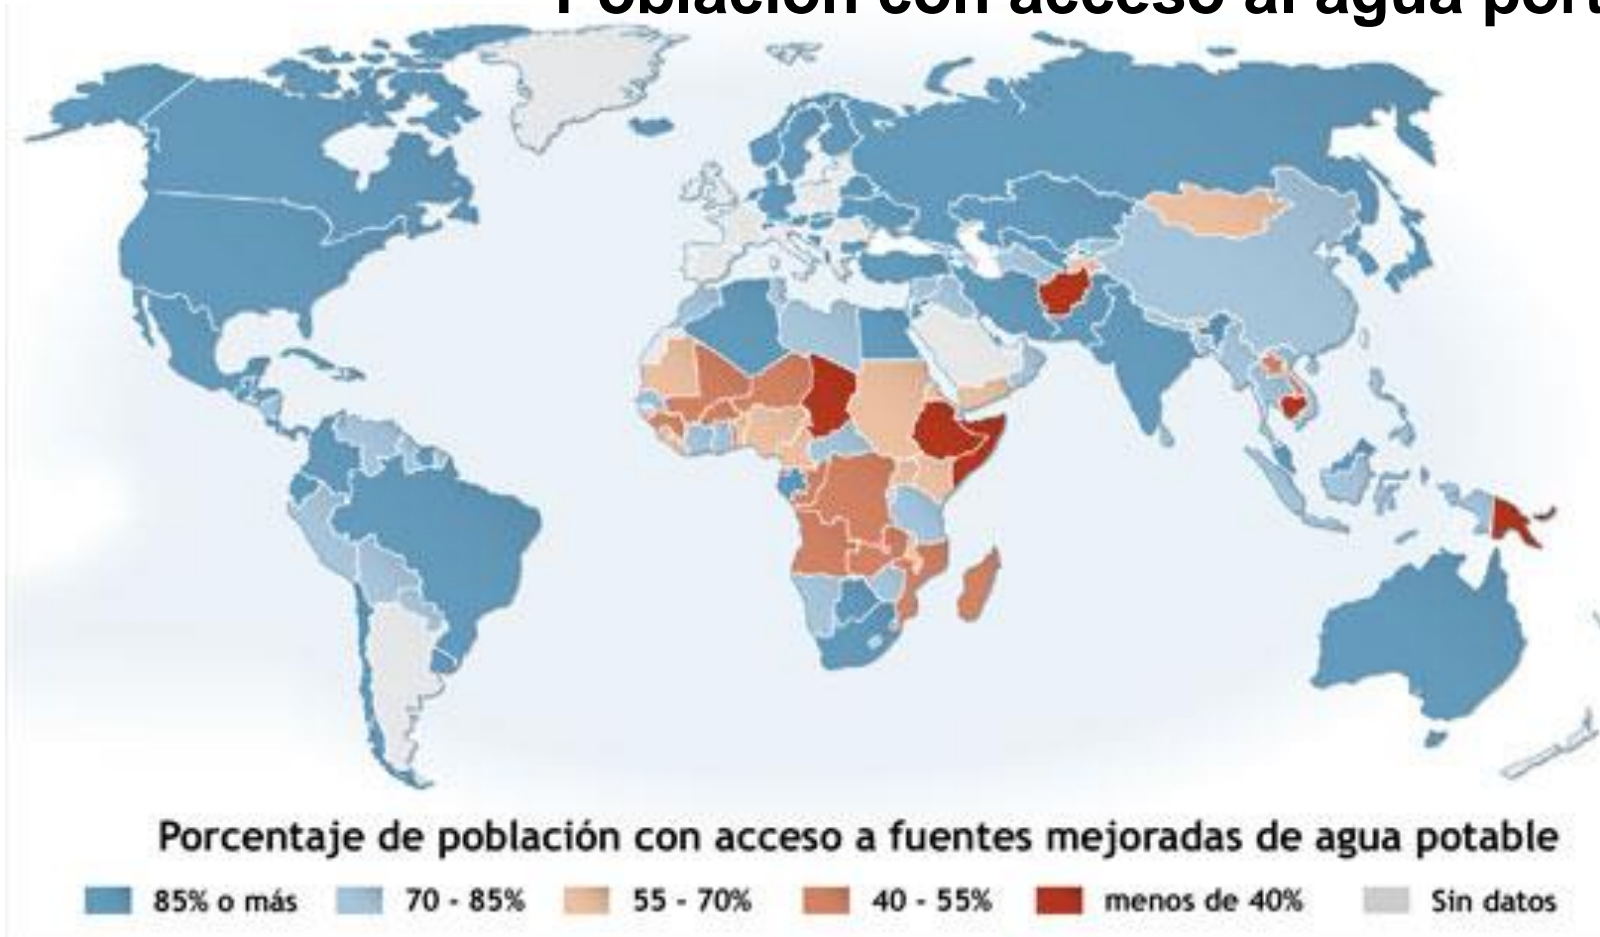 Población con acceso al agua
Porcentaje de población con acceso a fuentes mejoradas de agua potable
85% o más 70 - 85% 55 - 70% 40 - 55% menos de 40% Sin datos